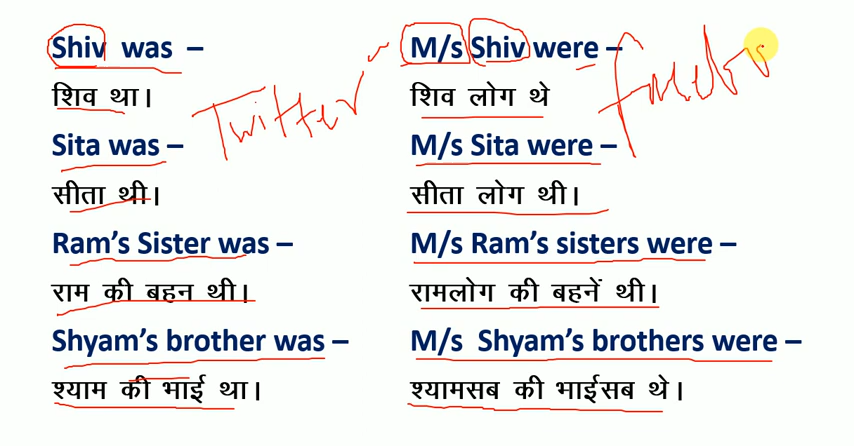 Shiv was – M/s Shiv were –
शिव था। शिव लोग थे
Twitter
faceboo
Sita was – M/s Sita were –
सीता थी। सीता लोग थी।
Ram's Sister was – M/s Ram's sisters were –
राम की बहन थी। रामलोग की बहनें थी।
Shyam's brother was – M/s Shyam's brothers were –
श्याम की भाई था। श्यामसब की भाईसब थे।